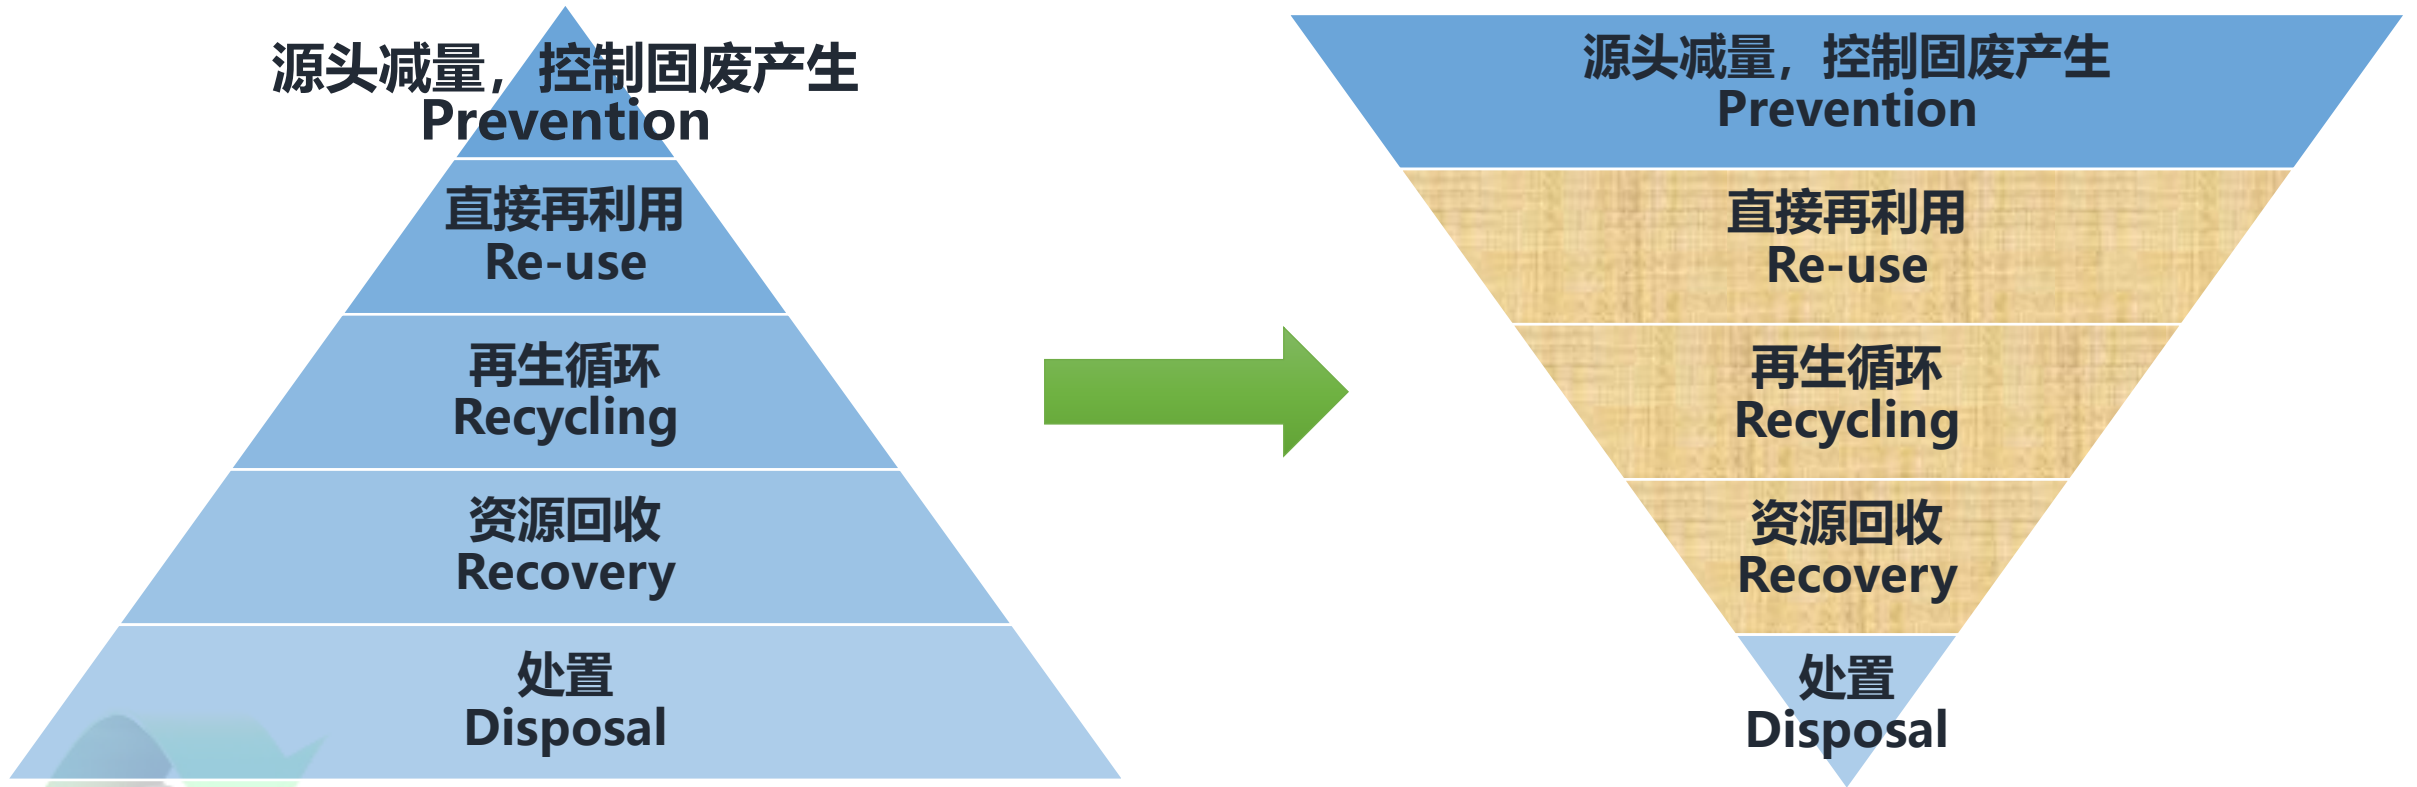 源头减量，控制固废产生
Prevention
直接再利用
Re-use
再生循环
Recycling
资源回收
Recovery
处置
Disposal
源头减量，控制固废产生
Prevention
直接再利用
Re-use
再生循环
Recycling
资源回收
Recovery
处置
Disposal